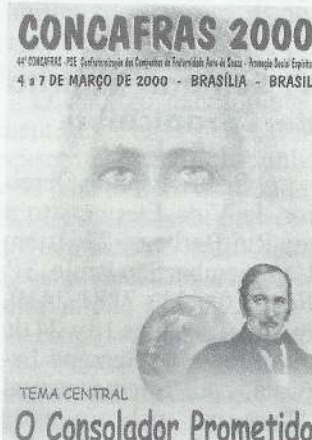 CONCAFRAS 2000
44ª CONCAFRAS -PSE Confraternização das Campanhas de Fraternidade Auta de Souza - Promoção Social Espírita
4 a 7 DE MARÇO DE 2000 - BRASÍLIA - BRASIL
TEMA CENTRAL
O Consolador Prometido